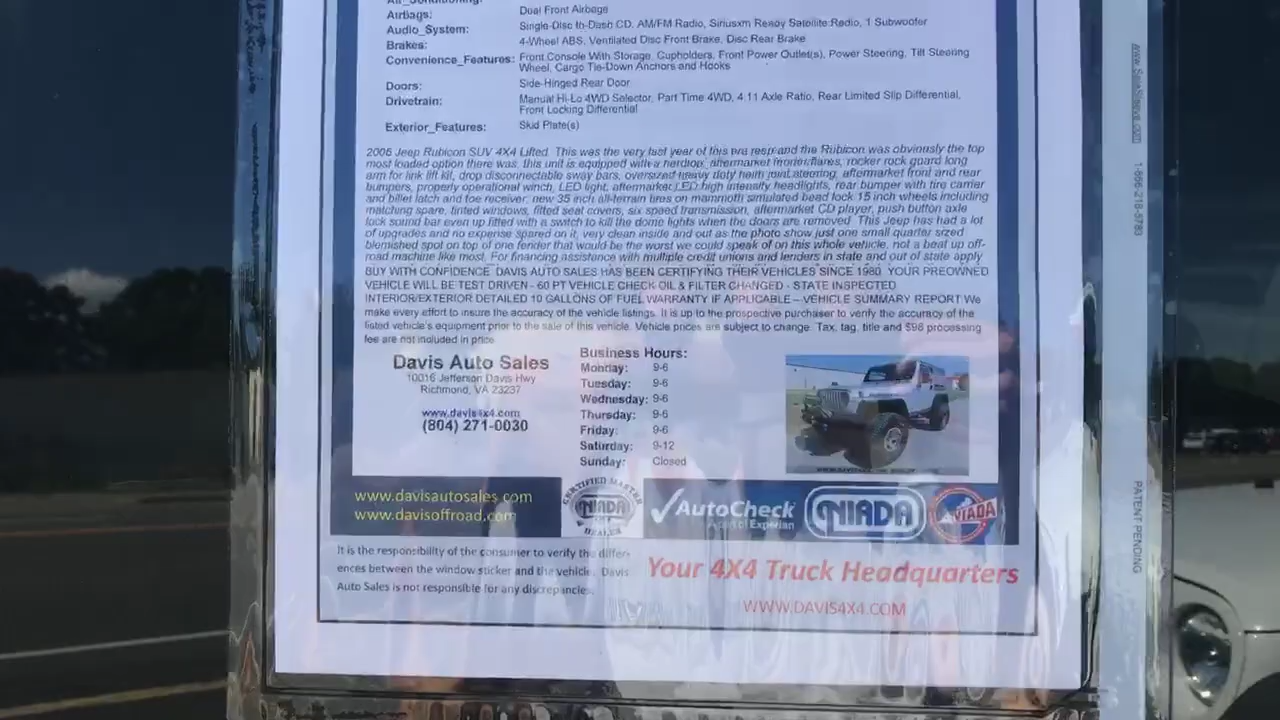 Airbags: Dual Front Airbags
Audio_System: Single-Disc In-Dash CD, AM/FM Radio, Siriusxm Ready Satellite Radio, 1 Subwoofer
Brakes: 4-Wheel ABS, Ventilated Disc Front Brake, Disc Rear Brake
Convenience_Features: Front Console With Storage, Cupholders, Front Power Outlet(s), Power Steering, Tilt Steering
Wheel, Cargo Tie-Down Anchors and Hooks
Doors: Side-Hinged Rear Door
Drivetrain: Manual Hi-Lo 4WD Selector, Part Time 4WD, 4.11 Axle Ratio, Rear Limited Slip Differential,
Front Locking Differential
Exterior_Features: Skid Plate(s)
2006 Jeep Rubicon SUV 4X4 Lifted. This was the very last year of this and the Rubicon was obviously the top
most loaded option there was, this unit is equipped with a hardtop, aftermarket rocker rock guard long
arm for link lift kit, drop disconnectable sway bars, oversized heavy duty heim joint steering, aftermarket front and rear
bumpers, properly operational winch, LED light, aftermarket LED high intensity headlights, rear bumper with tire carrier
and billet latch and toe receiver, new 35 inch all-terrain tires on mammoth simulated bead lock 15 inch wheels including
matching spare, tinted windows, fitted seat covers, six speed transmission, aftermarket CD player, push button axle
lock sound bar even up fitted with a switch to kill the dome lights when the doors are removed. This Jeep has had a lot
of upgrades and no expense spared on it, very clean inside and out as the photo show just one small quarter sized
blemished spot on top of one fender that would be the worst we could speak of on this whole vehicle, not a beat up off-
road machine like most. For financing assistance with multiple credit unions and lenders in state and out of state apply
BUY WITH CONFIDENCE DAVIS AUTO SALES HAS BEEN CERTIFYING THEIR VEHICLES SINCE 1980 YOUR PREOWNED
VEHICLE WILL BE TEST DRIVEN - 60 PT VEHICLE CHECK OIL & FILTER CHANGED - STATE INSPECTED
INTERIOR/EXTERIOR DETAILED 10 GALLONS OF FUEL WARRANTY IF APPLICABLE – VEHICLE SUMMARY REPORT We
make every effort to insure the accuracy of the vehicle listings. It is up to the prospective purchaser to verify the accuracy of the
listed vehicle's equipment prior to the sale of this vehicle. Vehicle prices are subject to change. Tax, tag, title and $98 processing
fee are not included in price
Davis Auto Sales
10016 Jefferson Davis Hwy
Richmond, VA 23237
www.davis4x4.com
(804) 271-0030
Business Hours:
Monday: 9-6
Tuesday: 9-6
Wednesday: 9-6
Thursday: 9-6
Friday: 9-6
Saturday: 9-12
Sunday: Closed
www.davisautosales.com
www.davisoffroad.com
CERTIFIED MASTER
NIADA
DEALER
AutoCheck
a part of Experian
NIADA
VIADA
It is the responsibility of the consumer to verify the differ-
ences between the window sticker and the vehicle. Davis
Auto Sales is not responsible for any discrepancies.
Your 4X4 Truck Headquarters
WWW.DAVIS4X4.COM
1-866-218-9783
PATENT PENDING